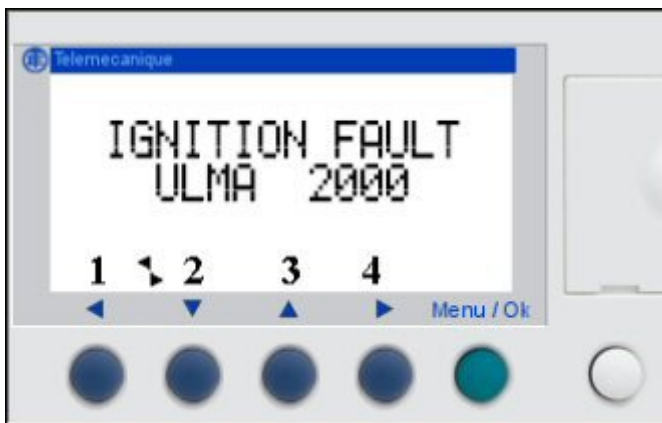 Telemecanique
IGNITION FAULT
ULMA 2000
1 2 3 4
Menu / Ok